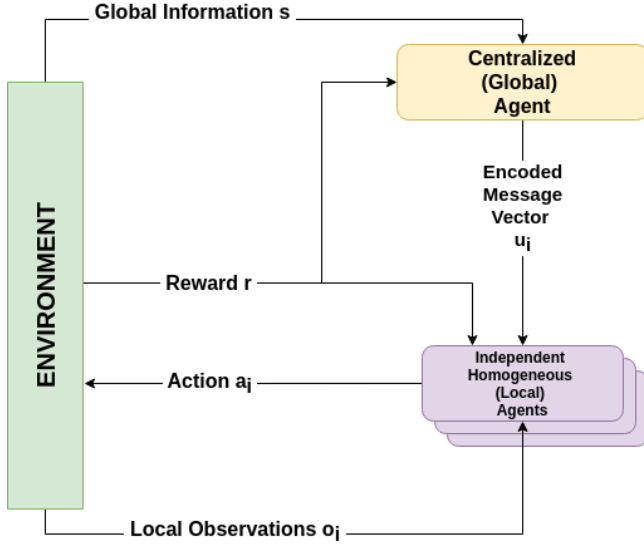 Global Information s
Centralized
(Global)
Agent
Encoded
Message
Vector
uᵢ
ENVIRONMENT
Reward r
Independent
Homogeneous
(Local)
Agents
Action aᵢ
Local Observations oᵢ